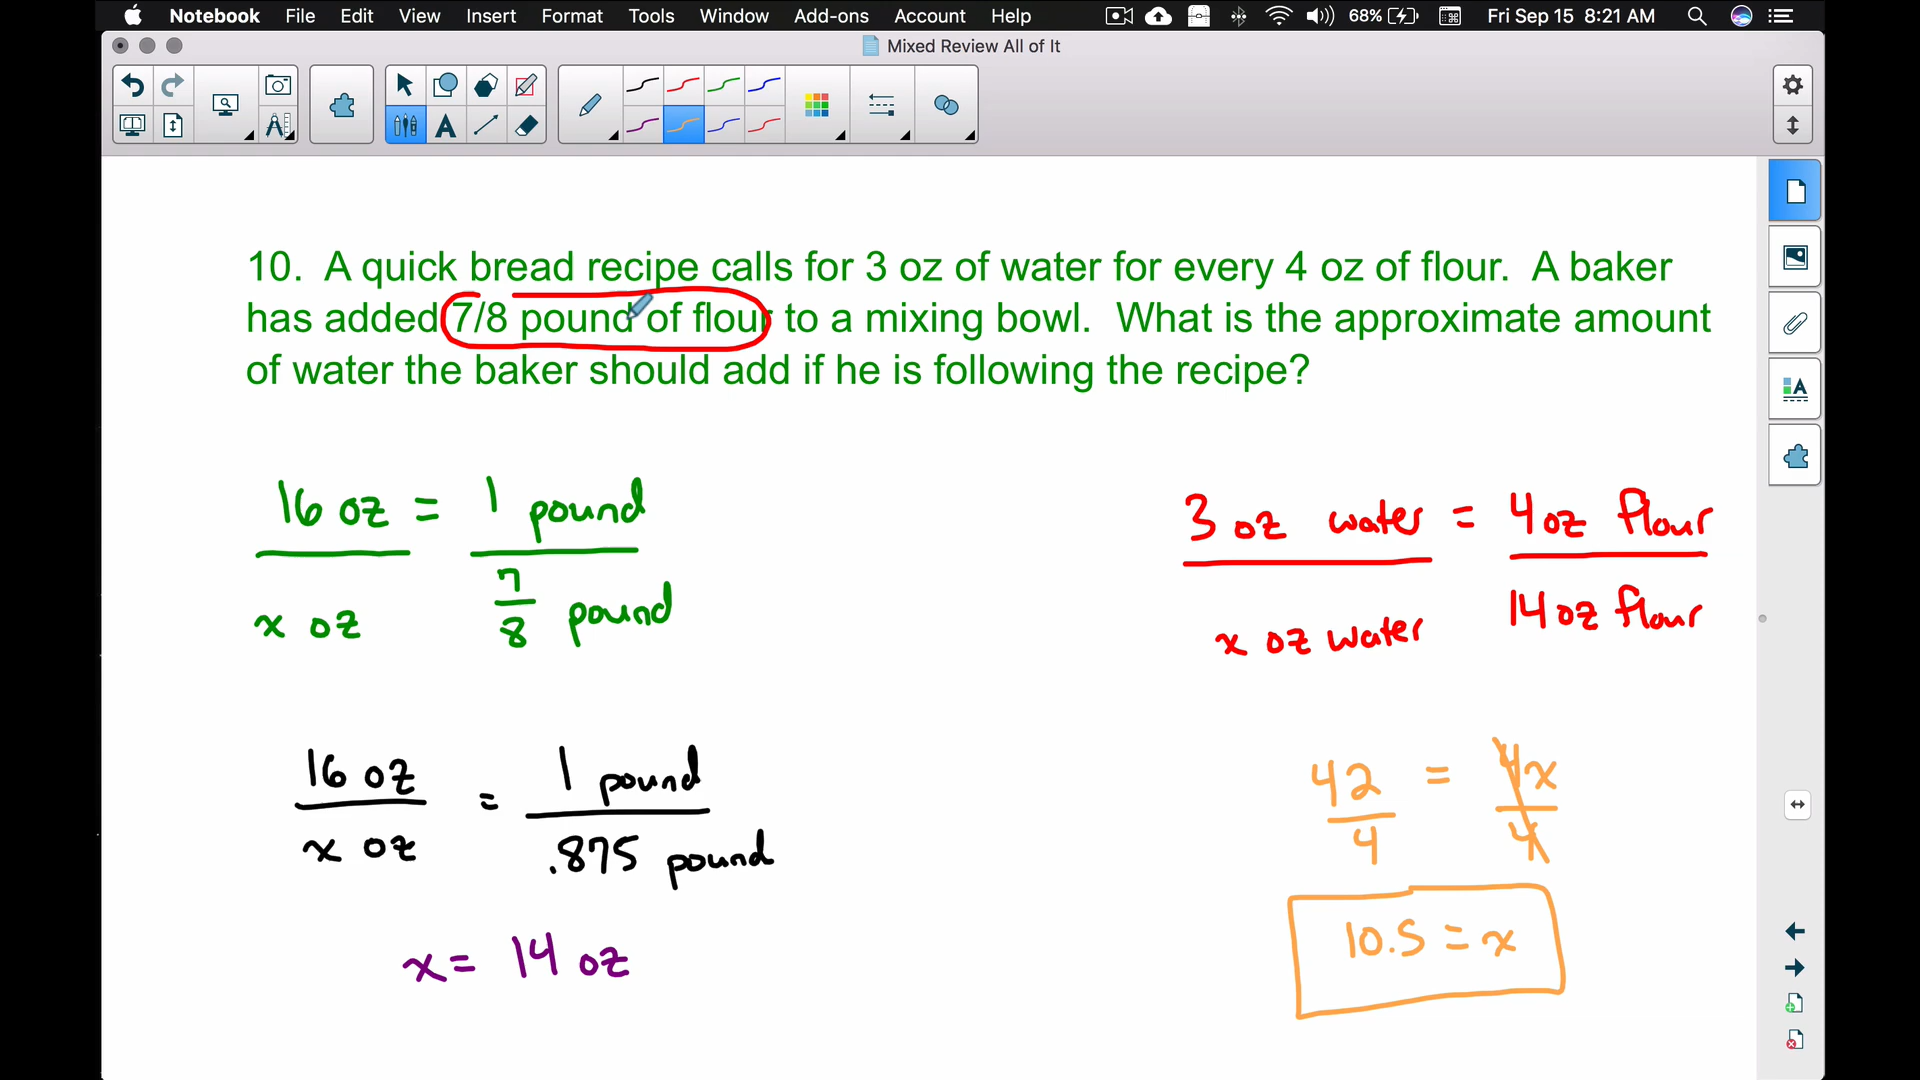 Notebook File Edit View Insert Format Tools Window Add-ons Account Help 68% Fri Sep 15 8:21 AM
Mixed Review All of It
10. A quick bread recipe calls for 3 oz of water for every 4 oz of flour. A baker
has added 7/8 pound of flour to a mixing bowl. What is the approximate amount
of water the baker should add if he is following the recipe?
16 oz = 1 pound
x oz 7/8 pound
3 oz water = 4 oz flour
x oz water 14 oz flour
16 oz = 1 pound
x oz .875 pound
x = 14 oz
42 = 4x
4 4
10.5 = x